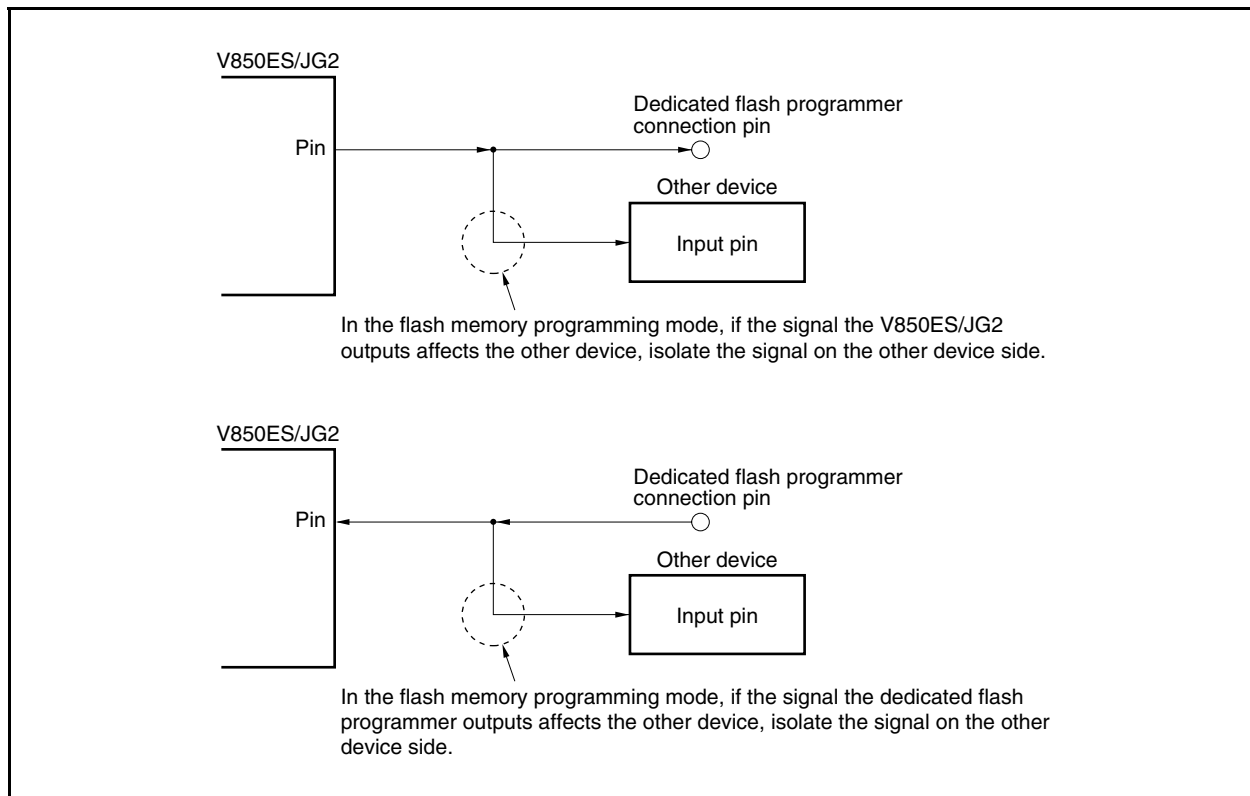 V850ES/JG2
Dedicated flash programmer
connection pin
Pin
Other device
Input pin
In the flash memory programming mode, if the signal the V850ES/JG2
outputs affects the other device, isolate the signal on the other device side.
V850ES/JG2
Dedicated flash programmer
connection pin
Pin
Other device
Input pin
In the flash memory programming mode, if the signal the dedicated flash
programmer outputs affects the other device, isolate the signal on the other
device side.